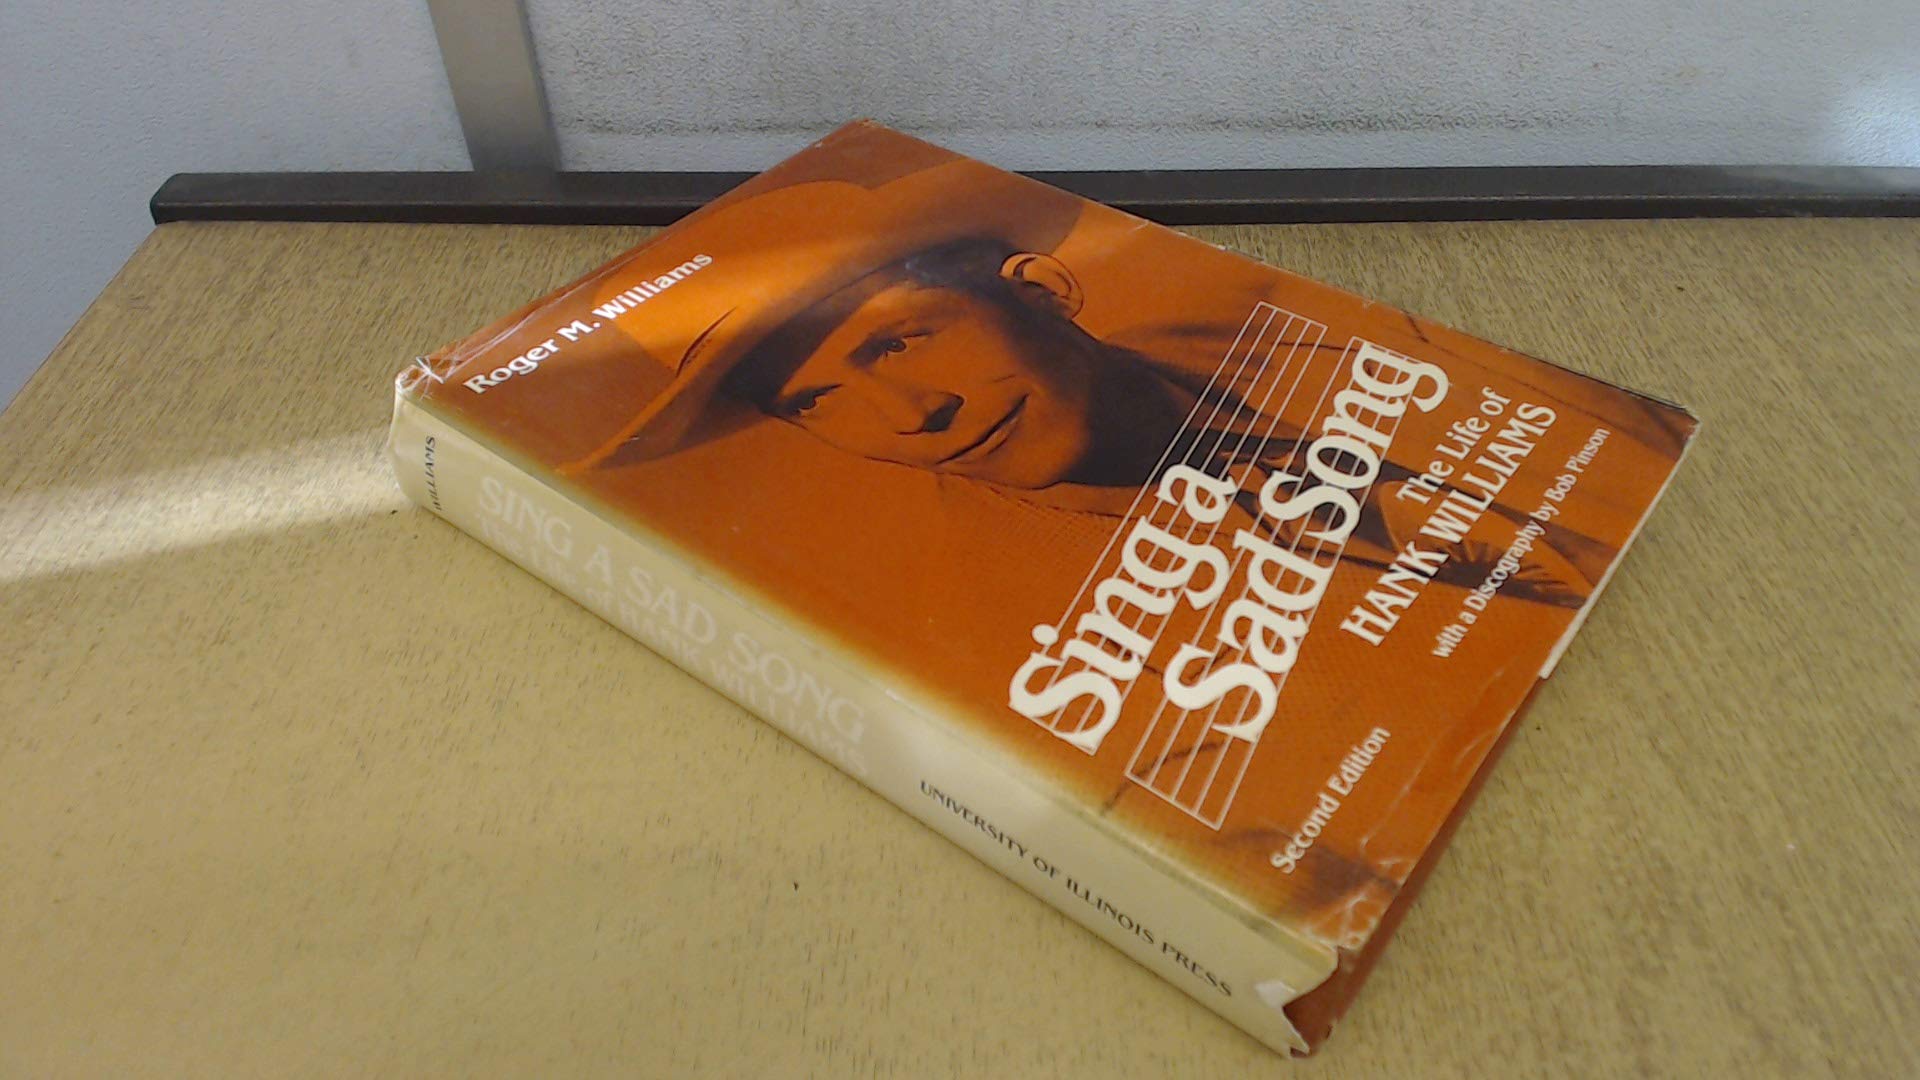 Roger M. Williams
Sing a
Sad Song
The Life of
HANK WILLIAMS
with a Discography by Bob Pinson
Second Edition
WILLIAMS
SING A SAD SONG
The Life of HANK WILLIAMS
UNIVERSITY OF ILLINOIS PRESS